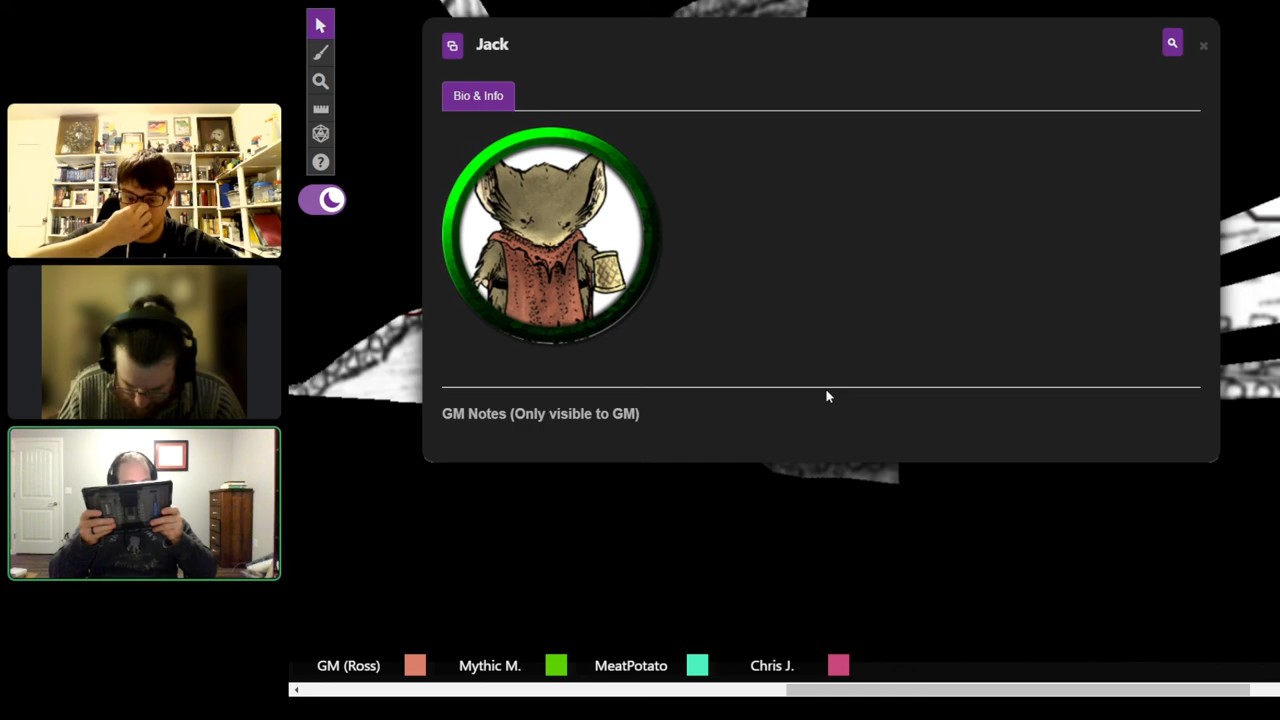 Jack
Bio & Info
GM Notes (Only visible to GM)
GM (Ross)
Mythic M.
MeatPotato
Chris J.